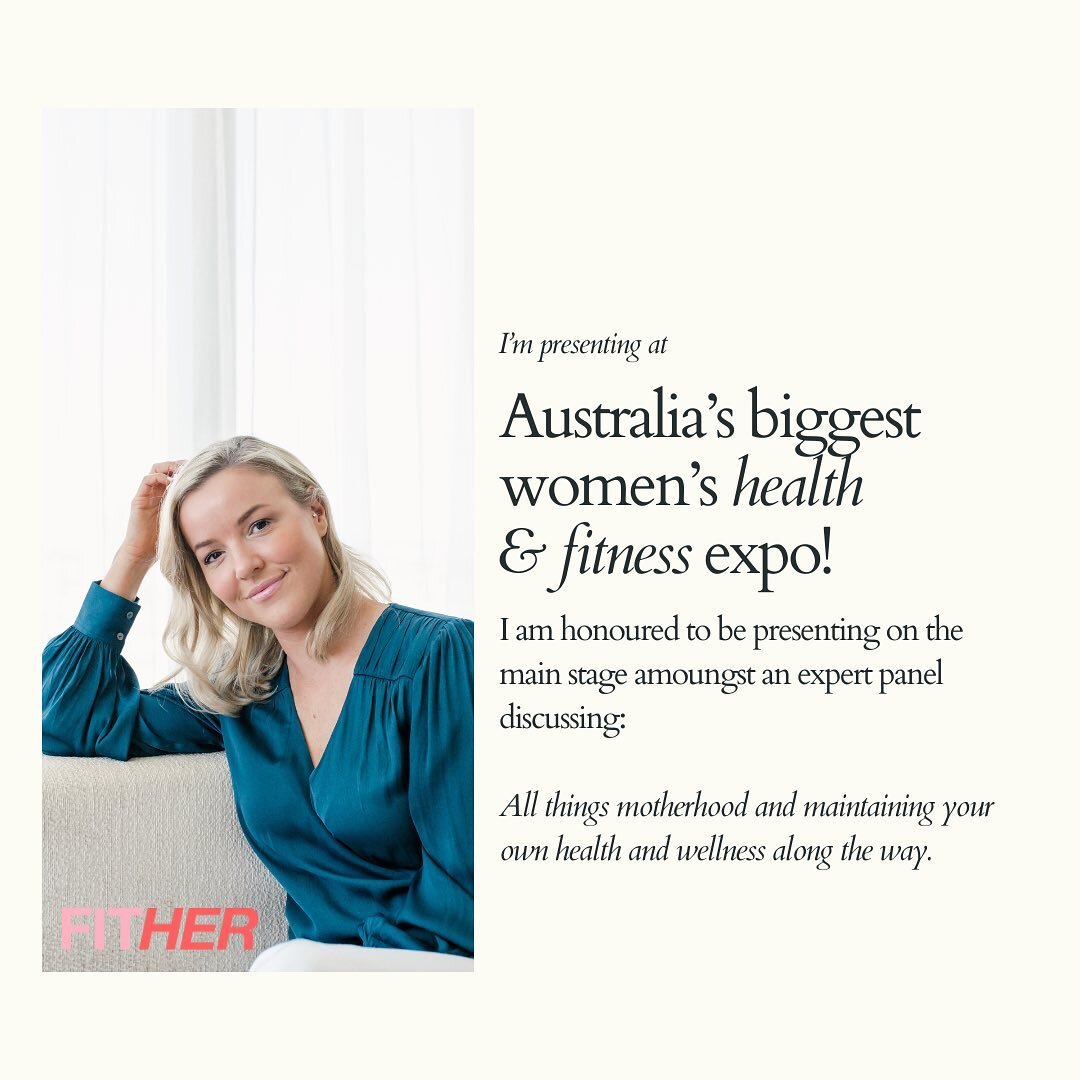 I'm presenting at
Australia's biggest
women's health
& fitness expo!
I am honoured to be presenting on the
main stage amoungst an expert panel
discussing:
All things motherhood and maintaining your
own health and wellness along the way.
FITHER